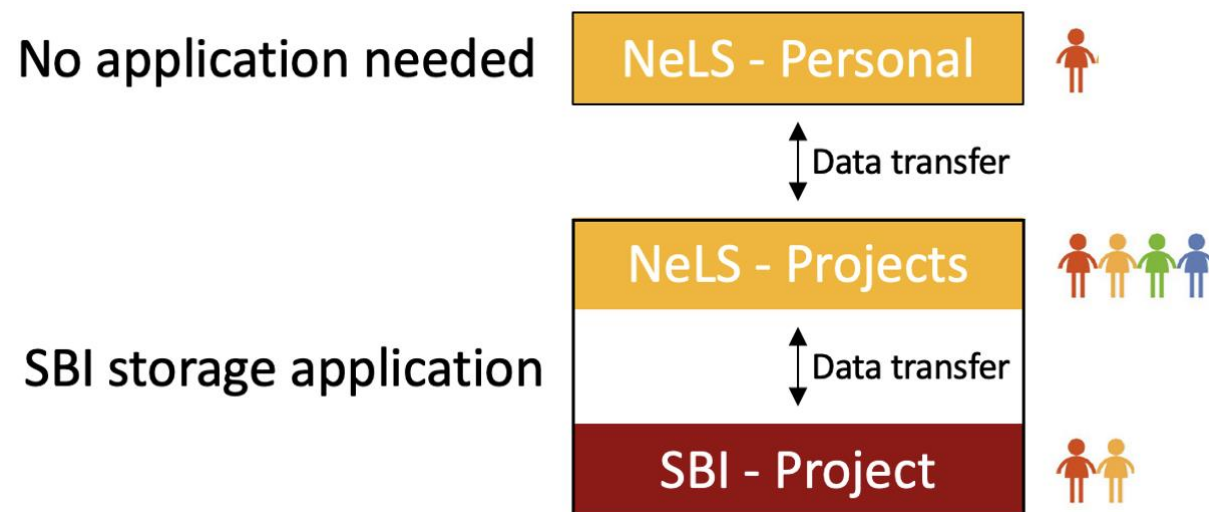 No application needed
NeLS - Personal
Data transfer
NeLS - Projects
SBI storage application
Data transfer
SBI - Project